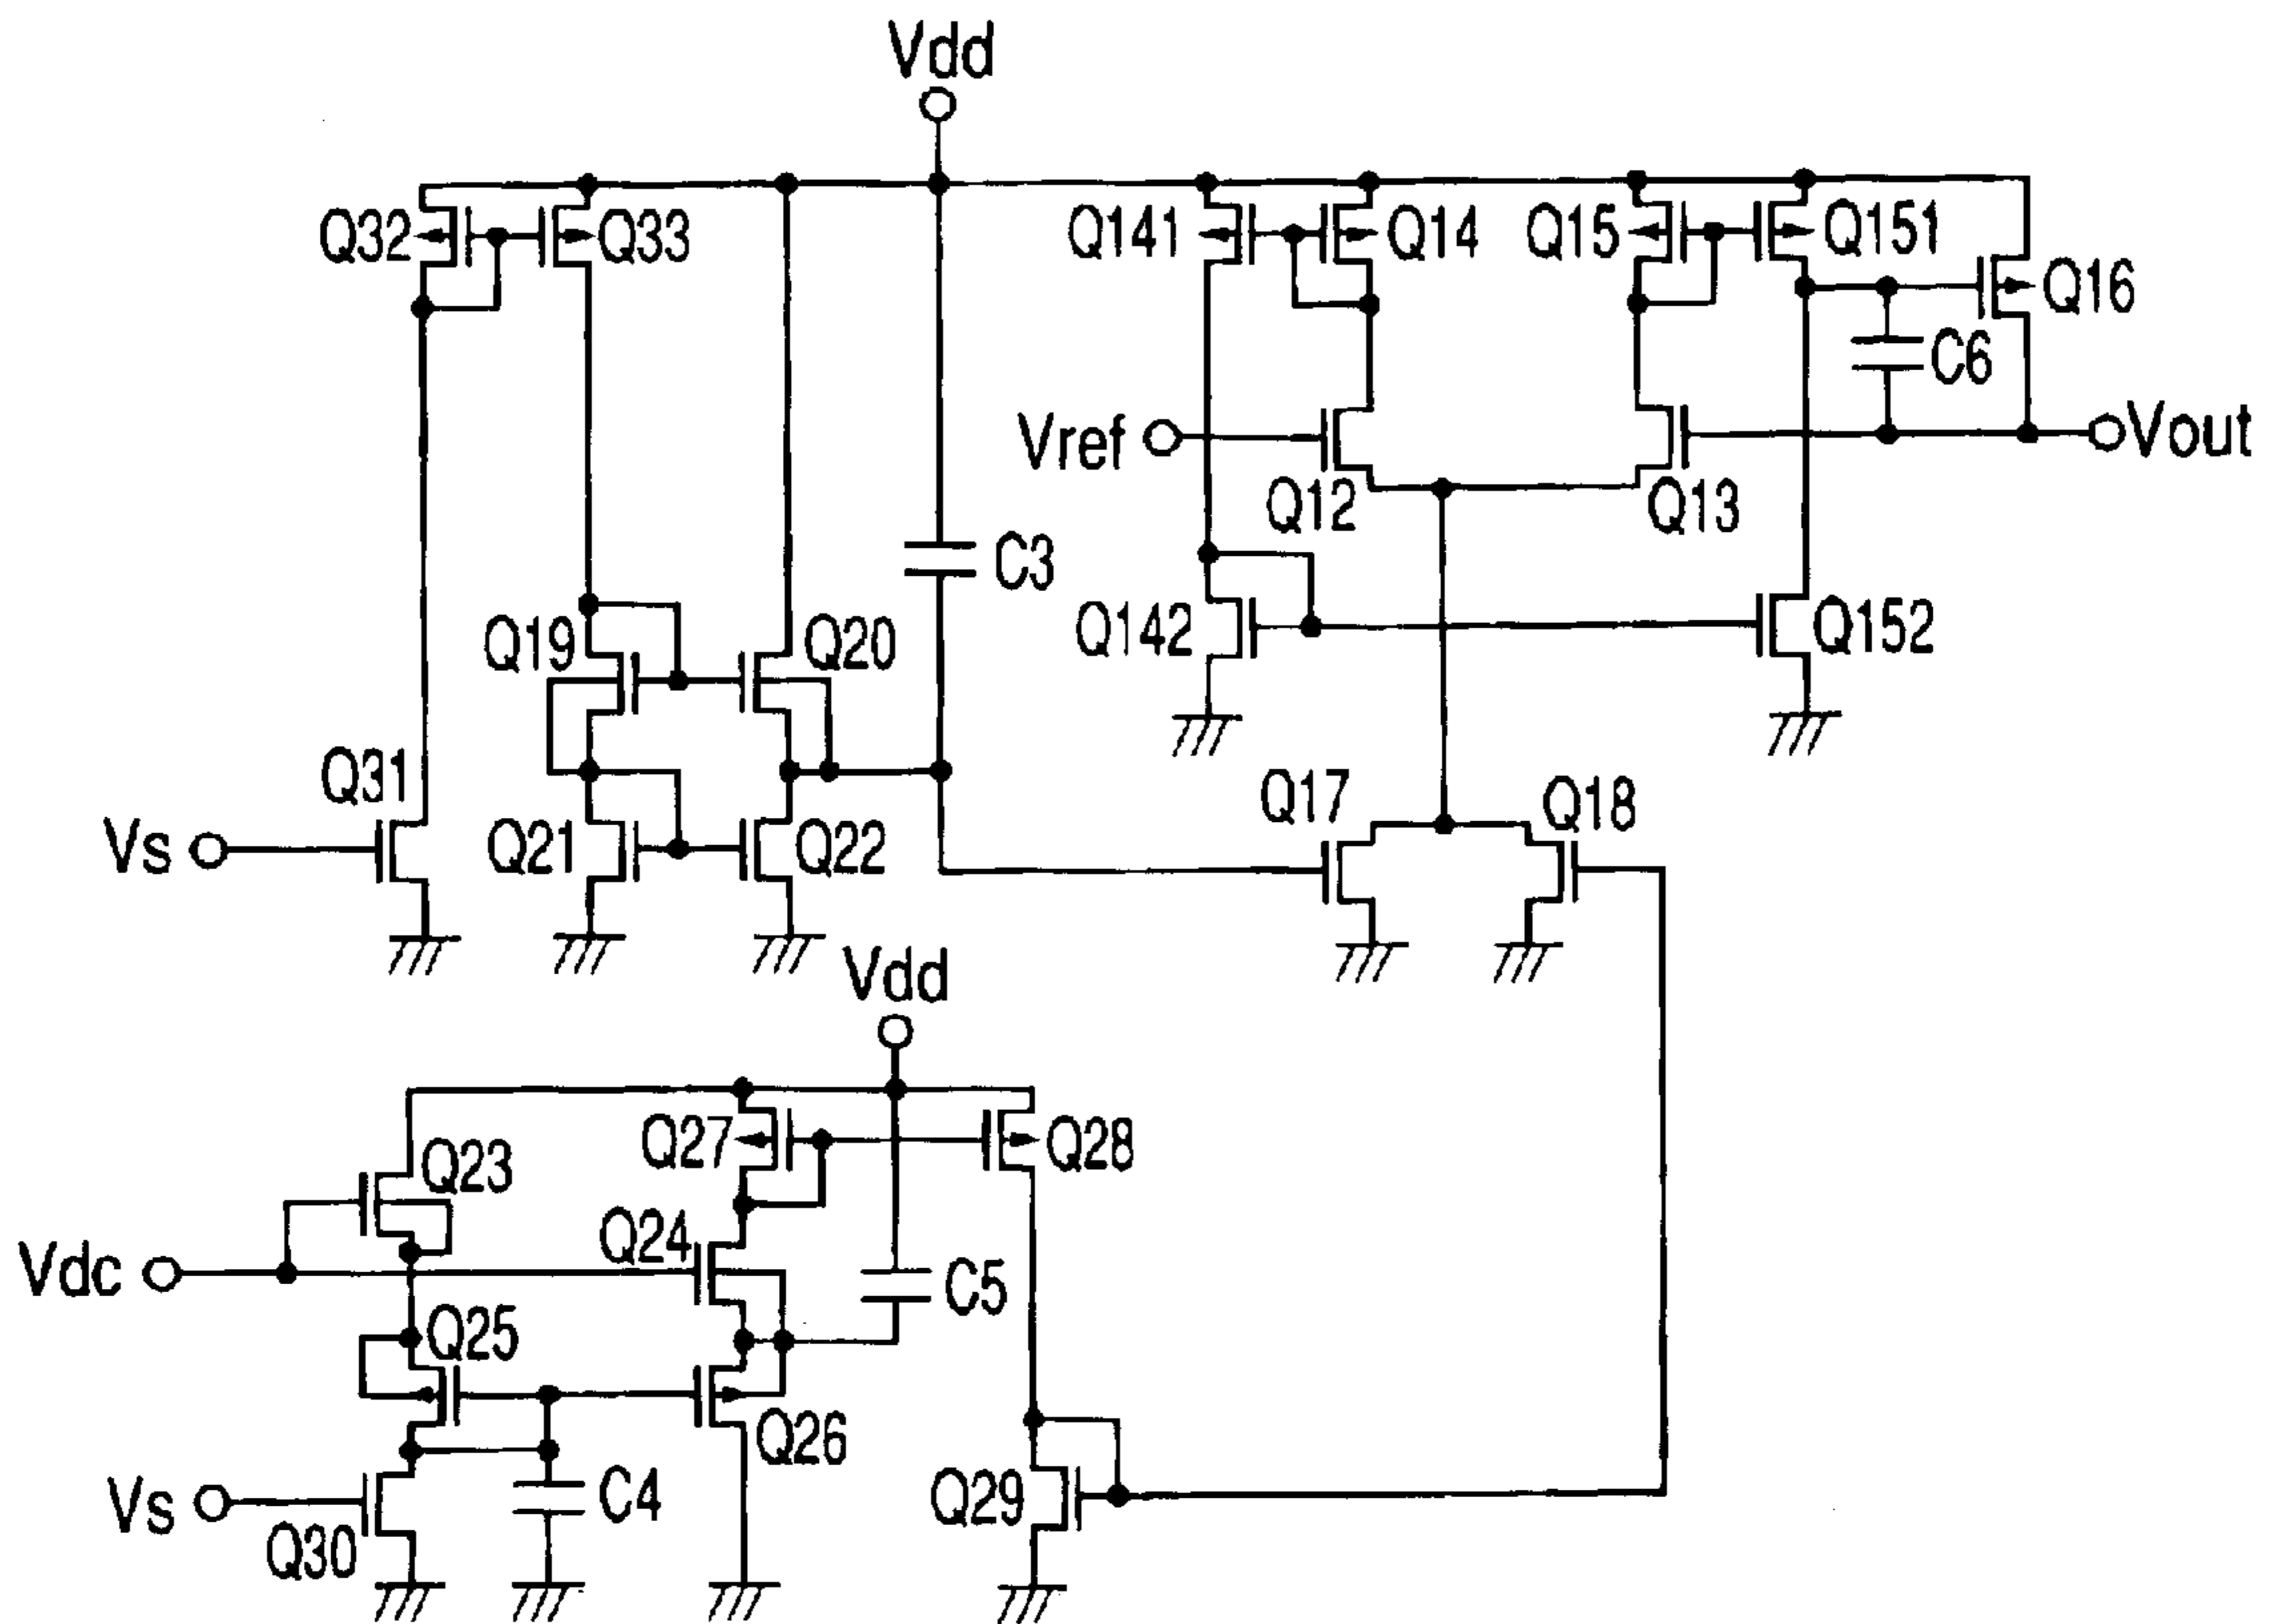 Vdd
Q32
Q33
Q141
Q14
Q15
Q151
Q16
C6
Vref
Vout
Q12
Q13
C3
Q19
Q20
Q142
Q152
Q31
Q17
Q18
Vs
Q21
Q22
Vdd
Q27
Q28
Q23
Q24
Vdc
C5
Q25
Q26
Vs
C4
Q29
Q30